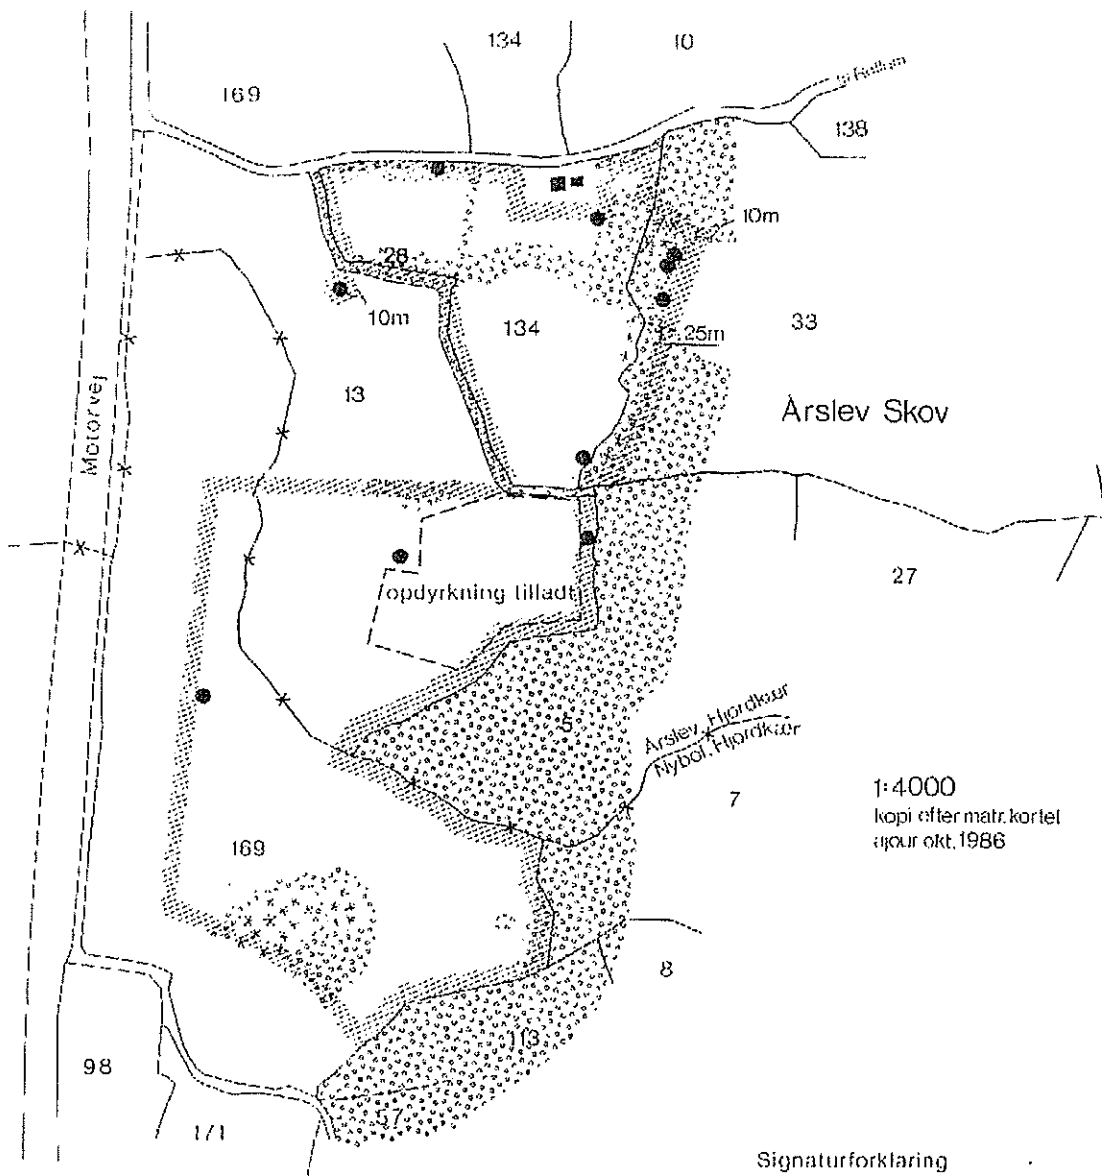 134
10
169
138
10m
28
10m
134
25m
33
13
Årslev Skov
Motorvej
27
opdyrkning tilladt
5
Årslev, Hjordkær
Nybøl, Hjordkær
7
1:4000
kopi efter matr. kortet
ajour okt. 1986
169
8
113
98
57
171
Signaturforklaring